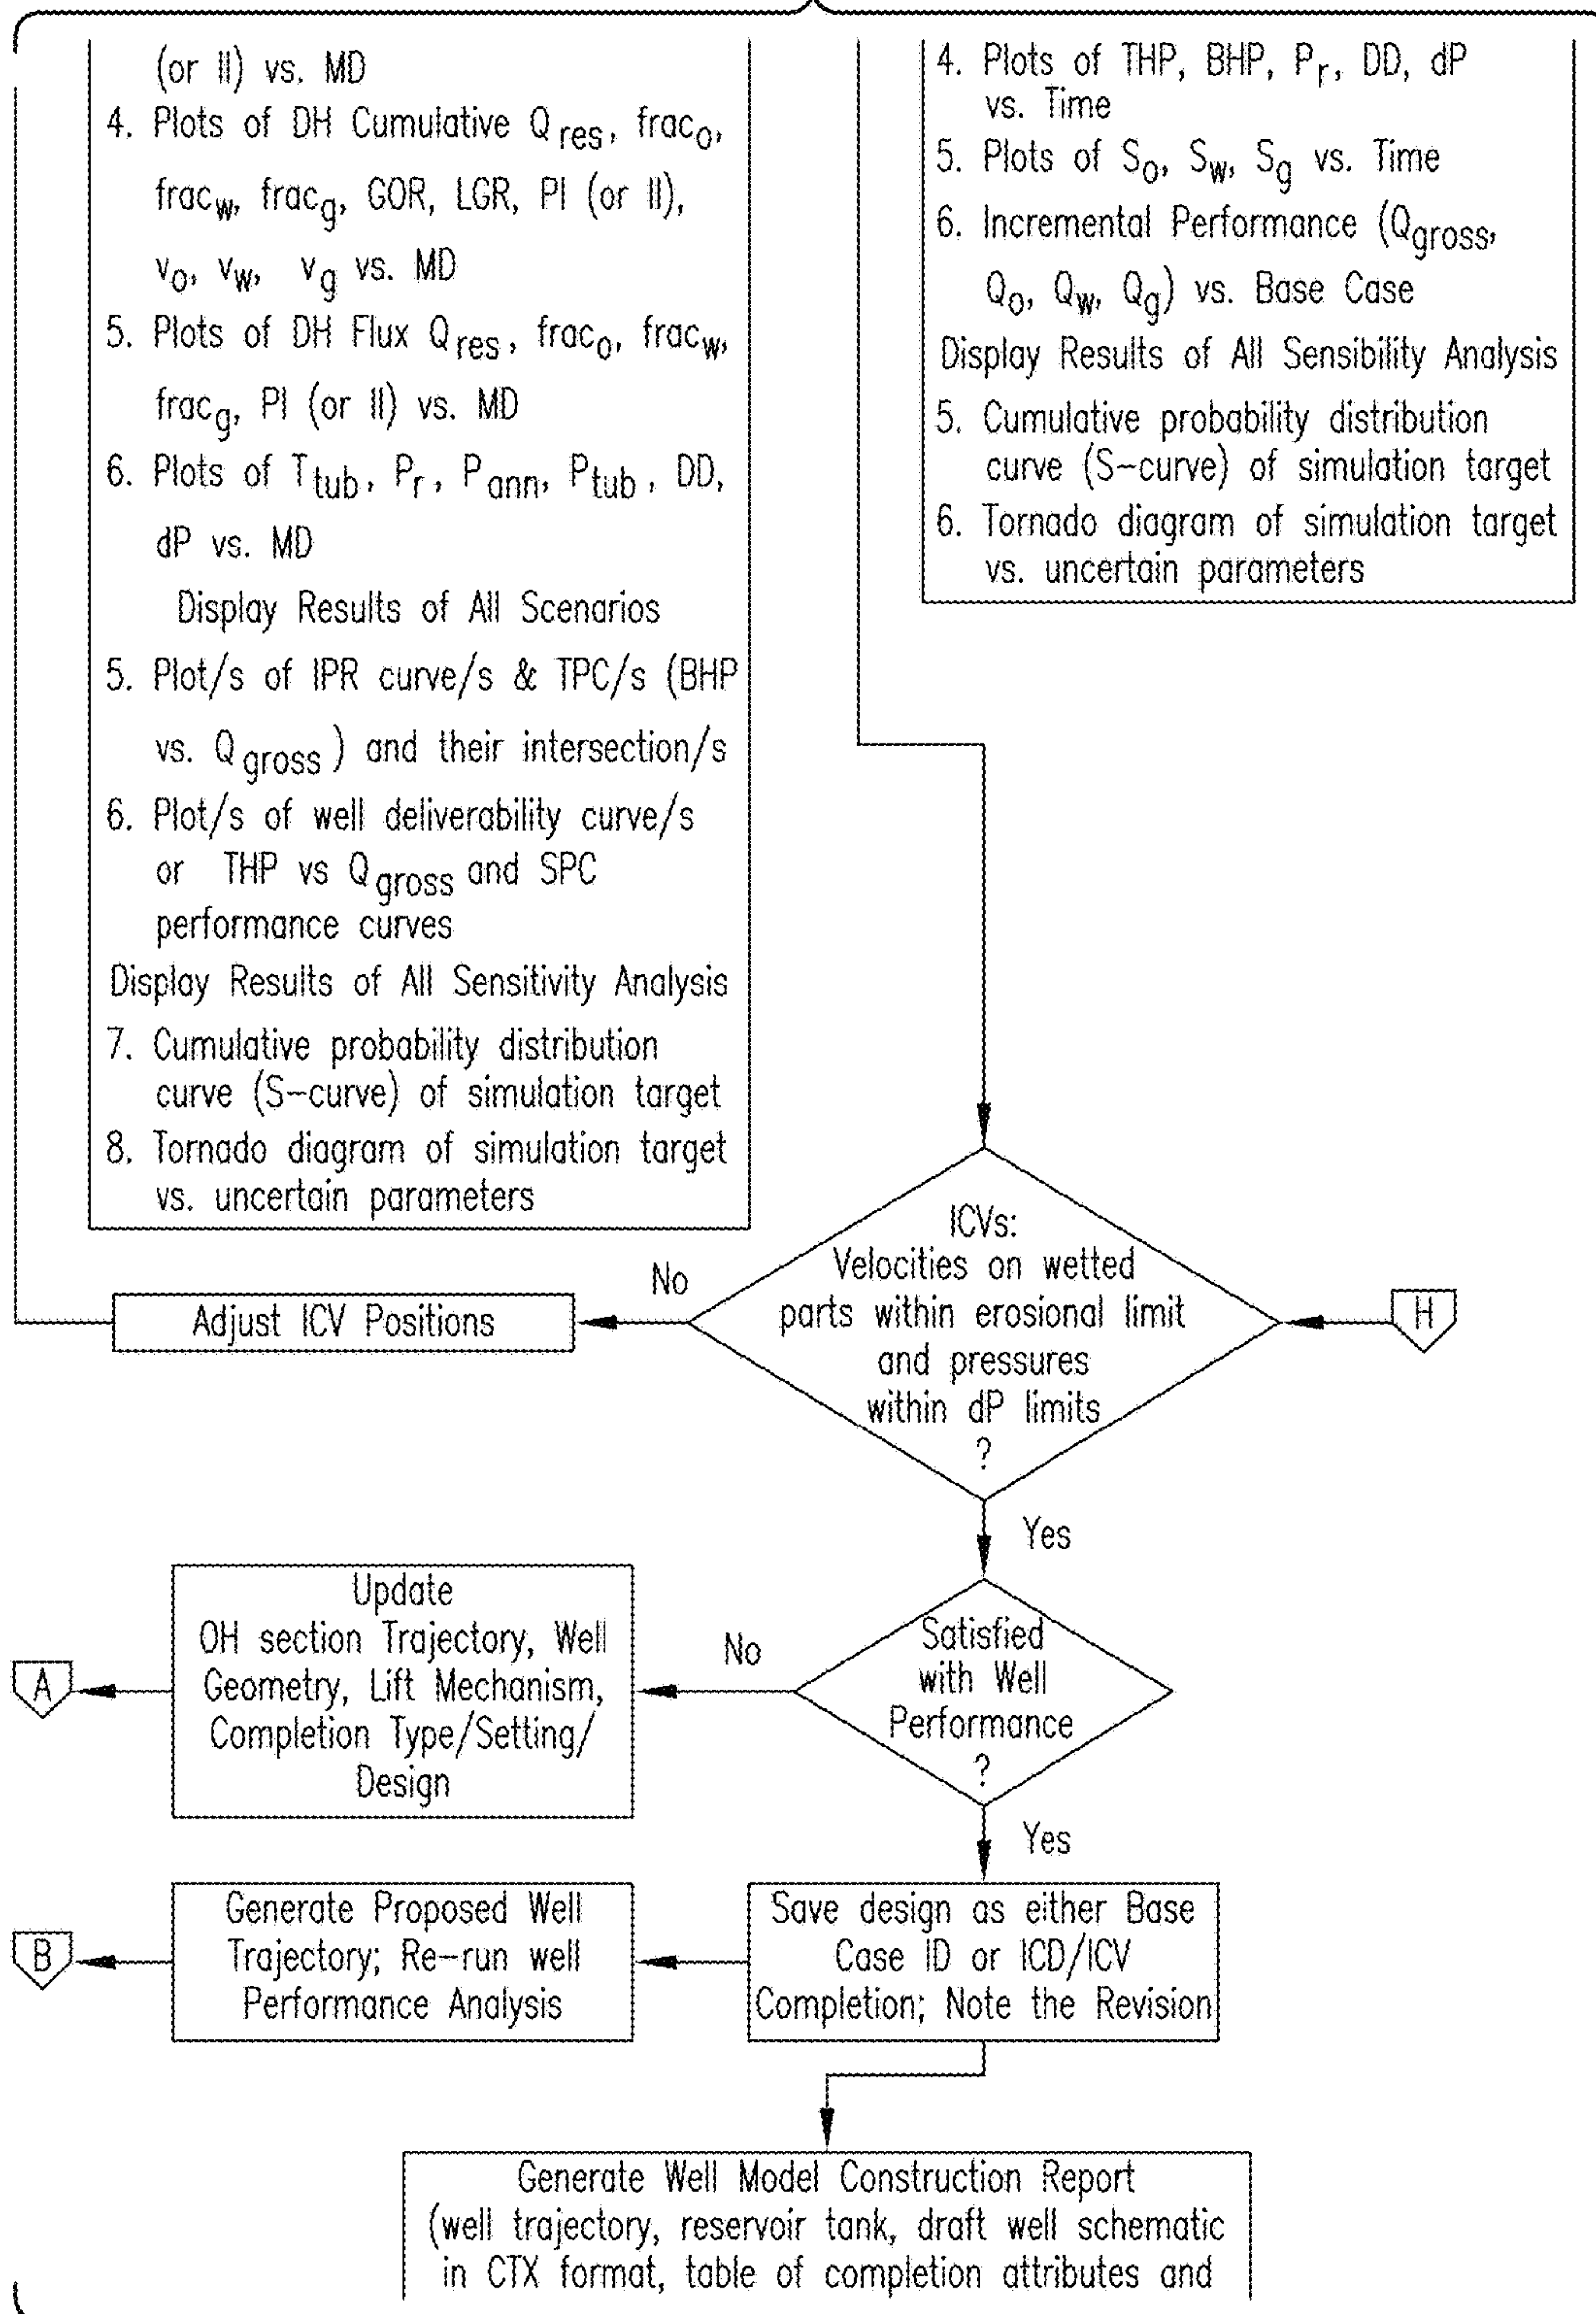 (or II) vs. MD
4. Plots of DH Cumulative Q res, frac o,
frac w, frac g, GOR, LGR, PI (or II),
v o, v w, v g vs. MD
5. Plots of DH Flux Q res, frac o, frac w,
frac g, PI (or II) vs. MD
6. Plots of T tub, P r, P ann, P tub, DD,
dP vs. MD
Display Results of All Scenarios
5. Plot/s of IPR curve/s & TPC/s (BHP
vs. Q gross) and their intersection/s
6. Plot/s of well deliverability curve/s
or THP vs Q gross and SPC
performance curves
Display Results of All Sensitivity Analysis
7. Cumulative probability distribution
curve (S-curve) of simulation target
8. Tornado diagram of simulation target
vs. uncertain parameters
4. Plots of THP, BHP, P r, DD, dP
vs. Time
5. Plots of S o, S w, S g vs. Time
6. Incremental Performance (Q gross,
Q o, Q w, Q g) vs. Base Case
Display Results of All Sensibility Analysis
5. Cumulative probability distribution
curve (S-curve) of simulation target
6. Tornado diagram of simulation target
vs. uncertain parameters
ICVs:
Velocities on wetted
parts within erosional limit
and pressures
within dP limits
?
H
No
Adjust ICV Positions
Yes
Satisfied
with Well
Performance
?
No
Update
OH section Trajectory, Well
Geometry, Lift Mechanism,
Completion Type/Setting/
Design
A
Yes
Save design as either Base
Case ID or ICD/ICV
Completion; Note the Revision
Generate Proposed Well
Trajectory; Re-run well
Performance Analysis
B
Generate Well Model Construction Report
(well trajectory, reservoir tank, draft well schematic
in CTX format, table of completion attributes and